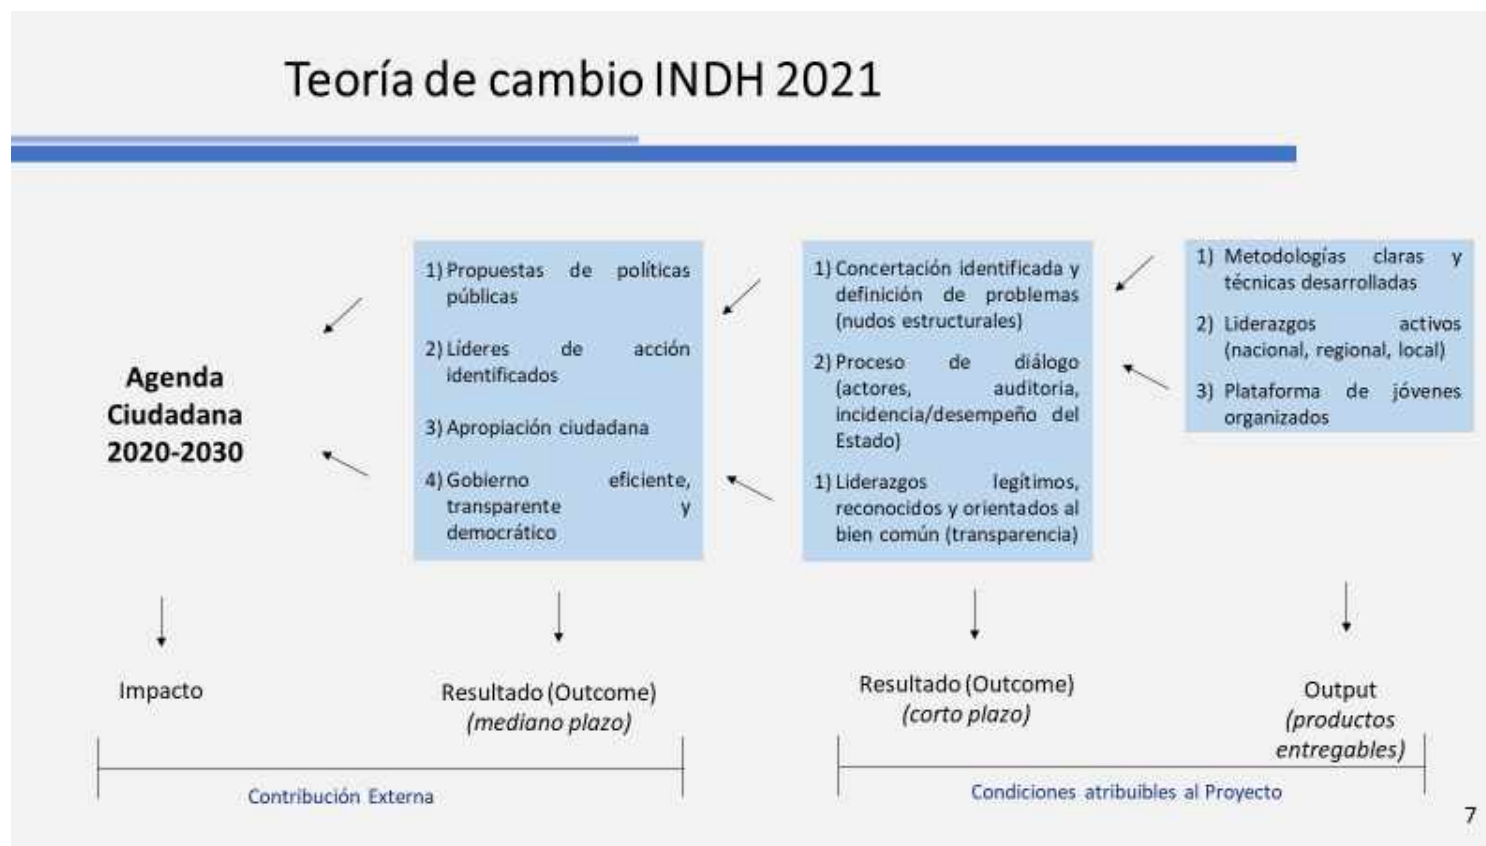 Teoría de cambio INDH 2021
Agenda
Ciudadana
2020-2030
1) Propuestas de políticas
públicas
2) Líderes de acción
identificados
3) Apropiación ciudadana
4) Gobierno eficiente,
transparente y
democrático
1) Concertación identificada y
definición de problemas
(nudos estructurales)
2) Proceso de diálogo
(actores, auditoria,
incidencia/desempeño del
Estado)
1) Liderazgos legítimos,
reconocidos y orientados al
bien común (transparencia)
1) Metodologías claras y
técnicas desarrolladas
2) Liderazgos activos
(nacional, regional, local)
3) Plataforma de jóvenes
organizados
Impacto
Resultado (Outcome)
(mediano plazo)
Resultado (Outcome)
(corto plazo)
Output
(productos
entregables)
Contribución Externa
Condiciones atribuibles al Proyecto
7